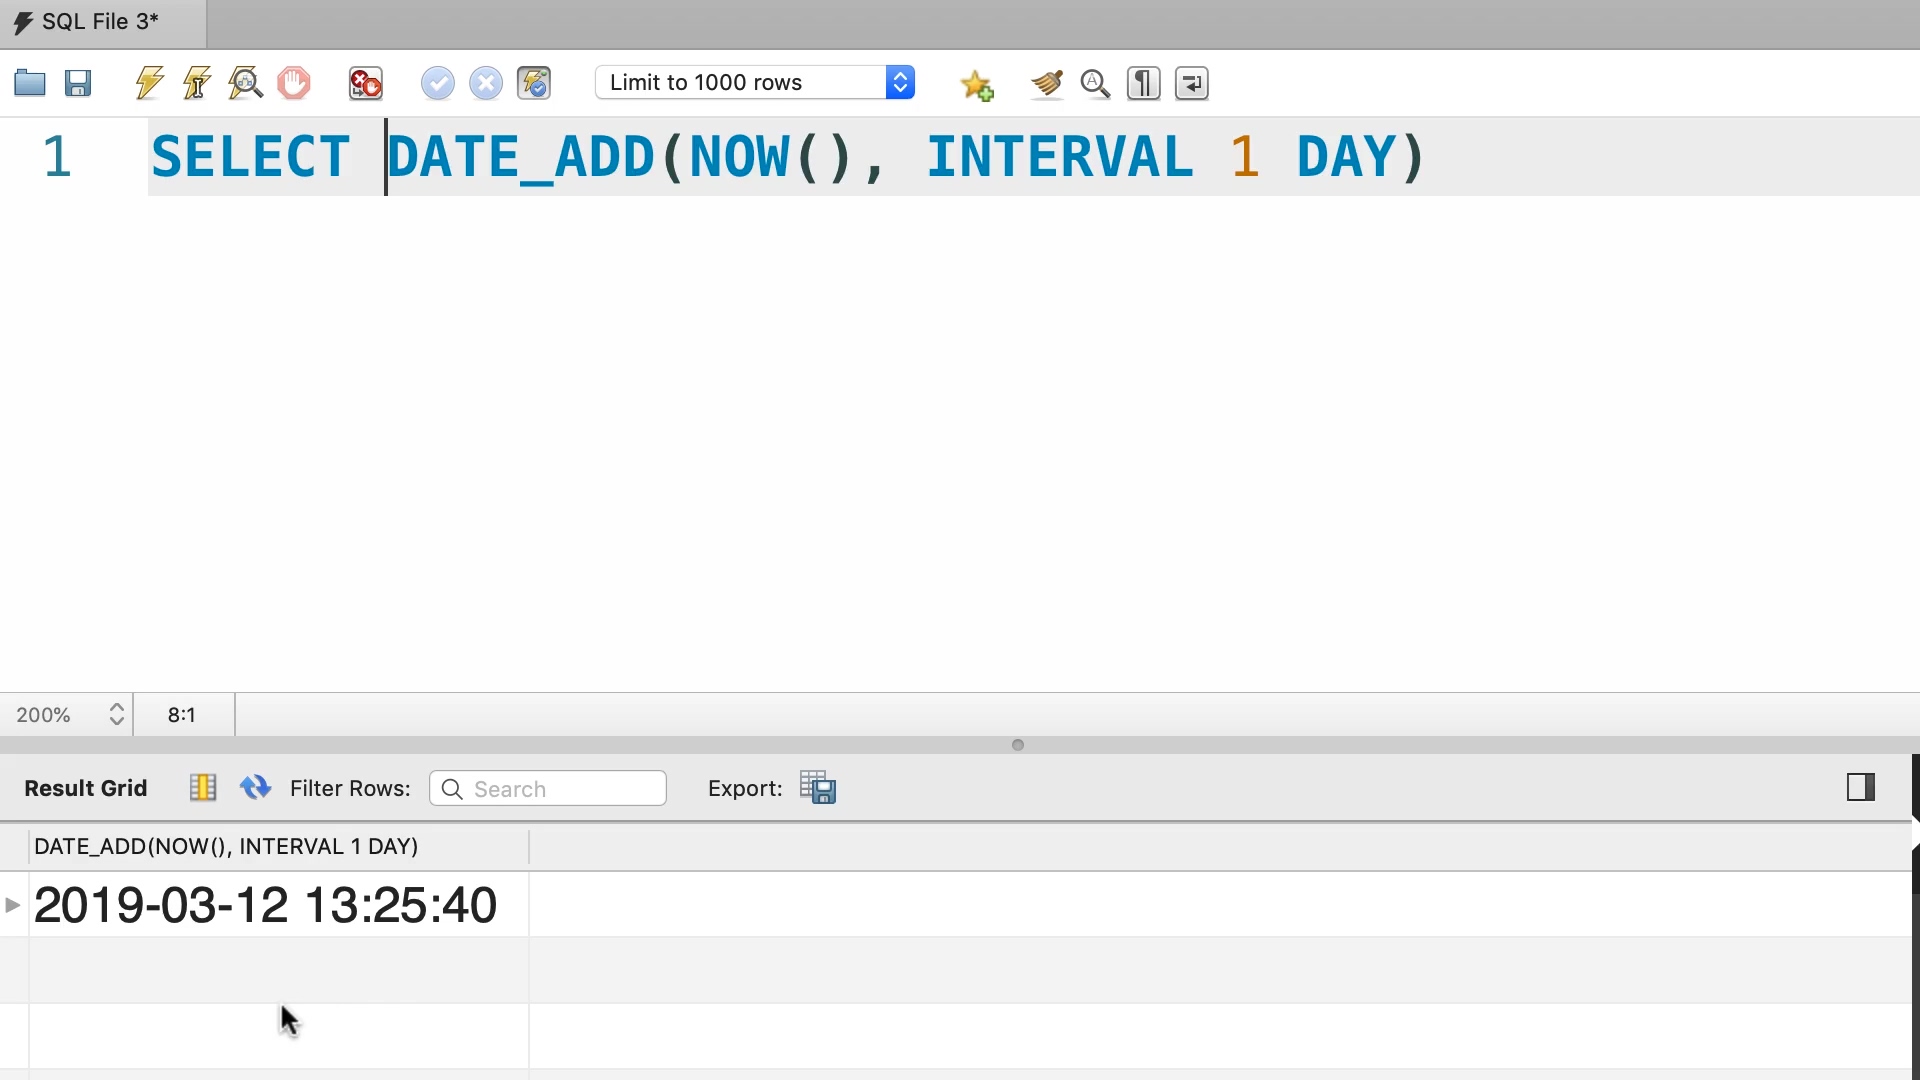 SQL File 3*
Limit to 1000 rows
1 SELECT DATE_ADD(NOW(), INTERVAL 1 DAY)
200% 8:1
Result Grid Filter Rows: Search Export:
DATE_ADD(NOW(), INTERVAL 1 DAY)
2019-03-12 13:25:40